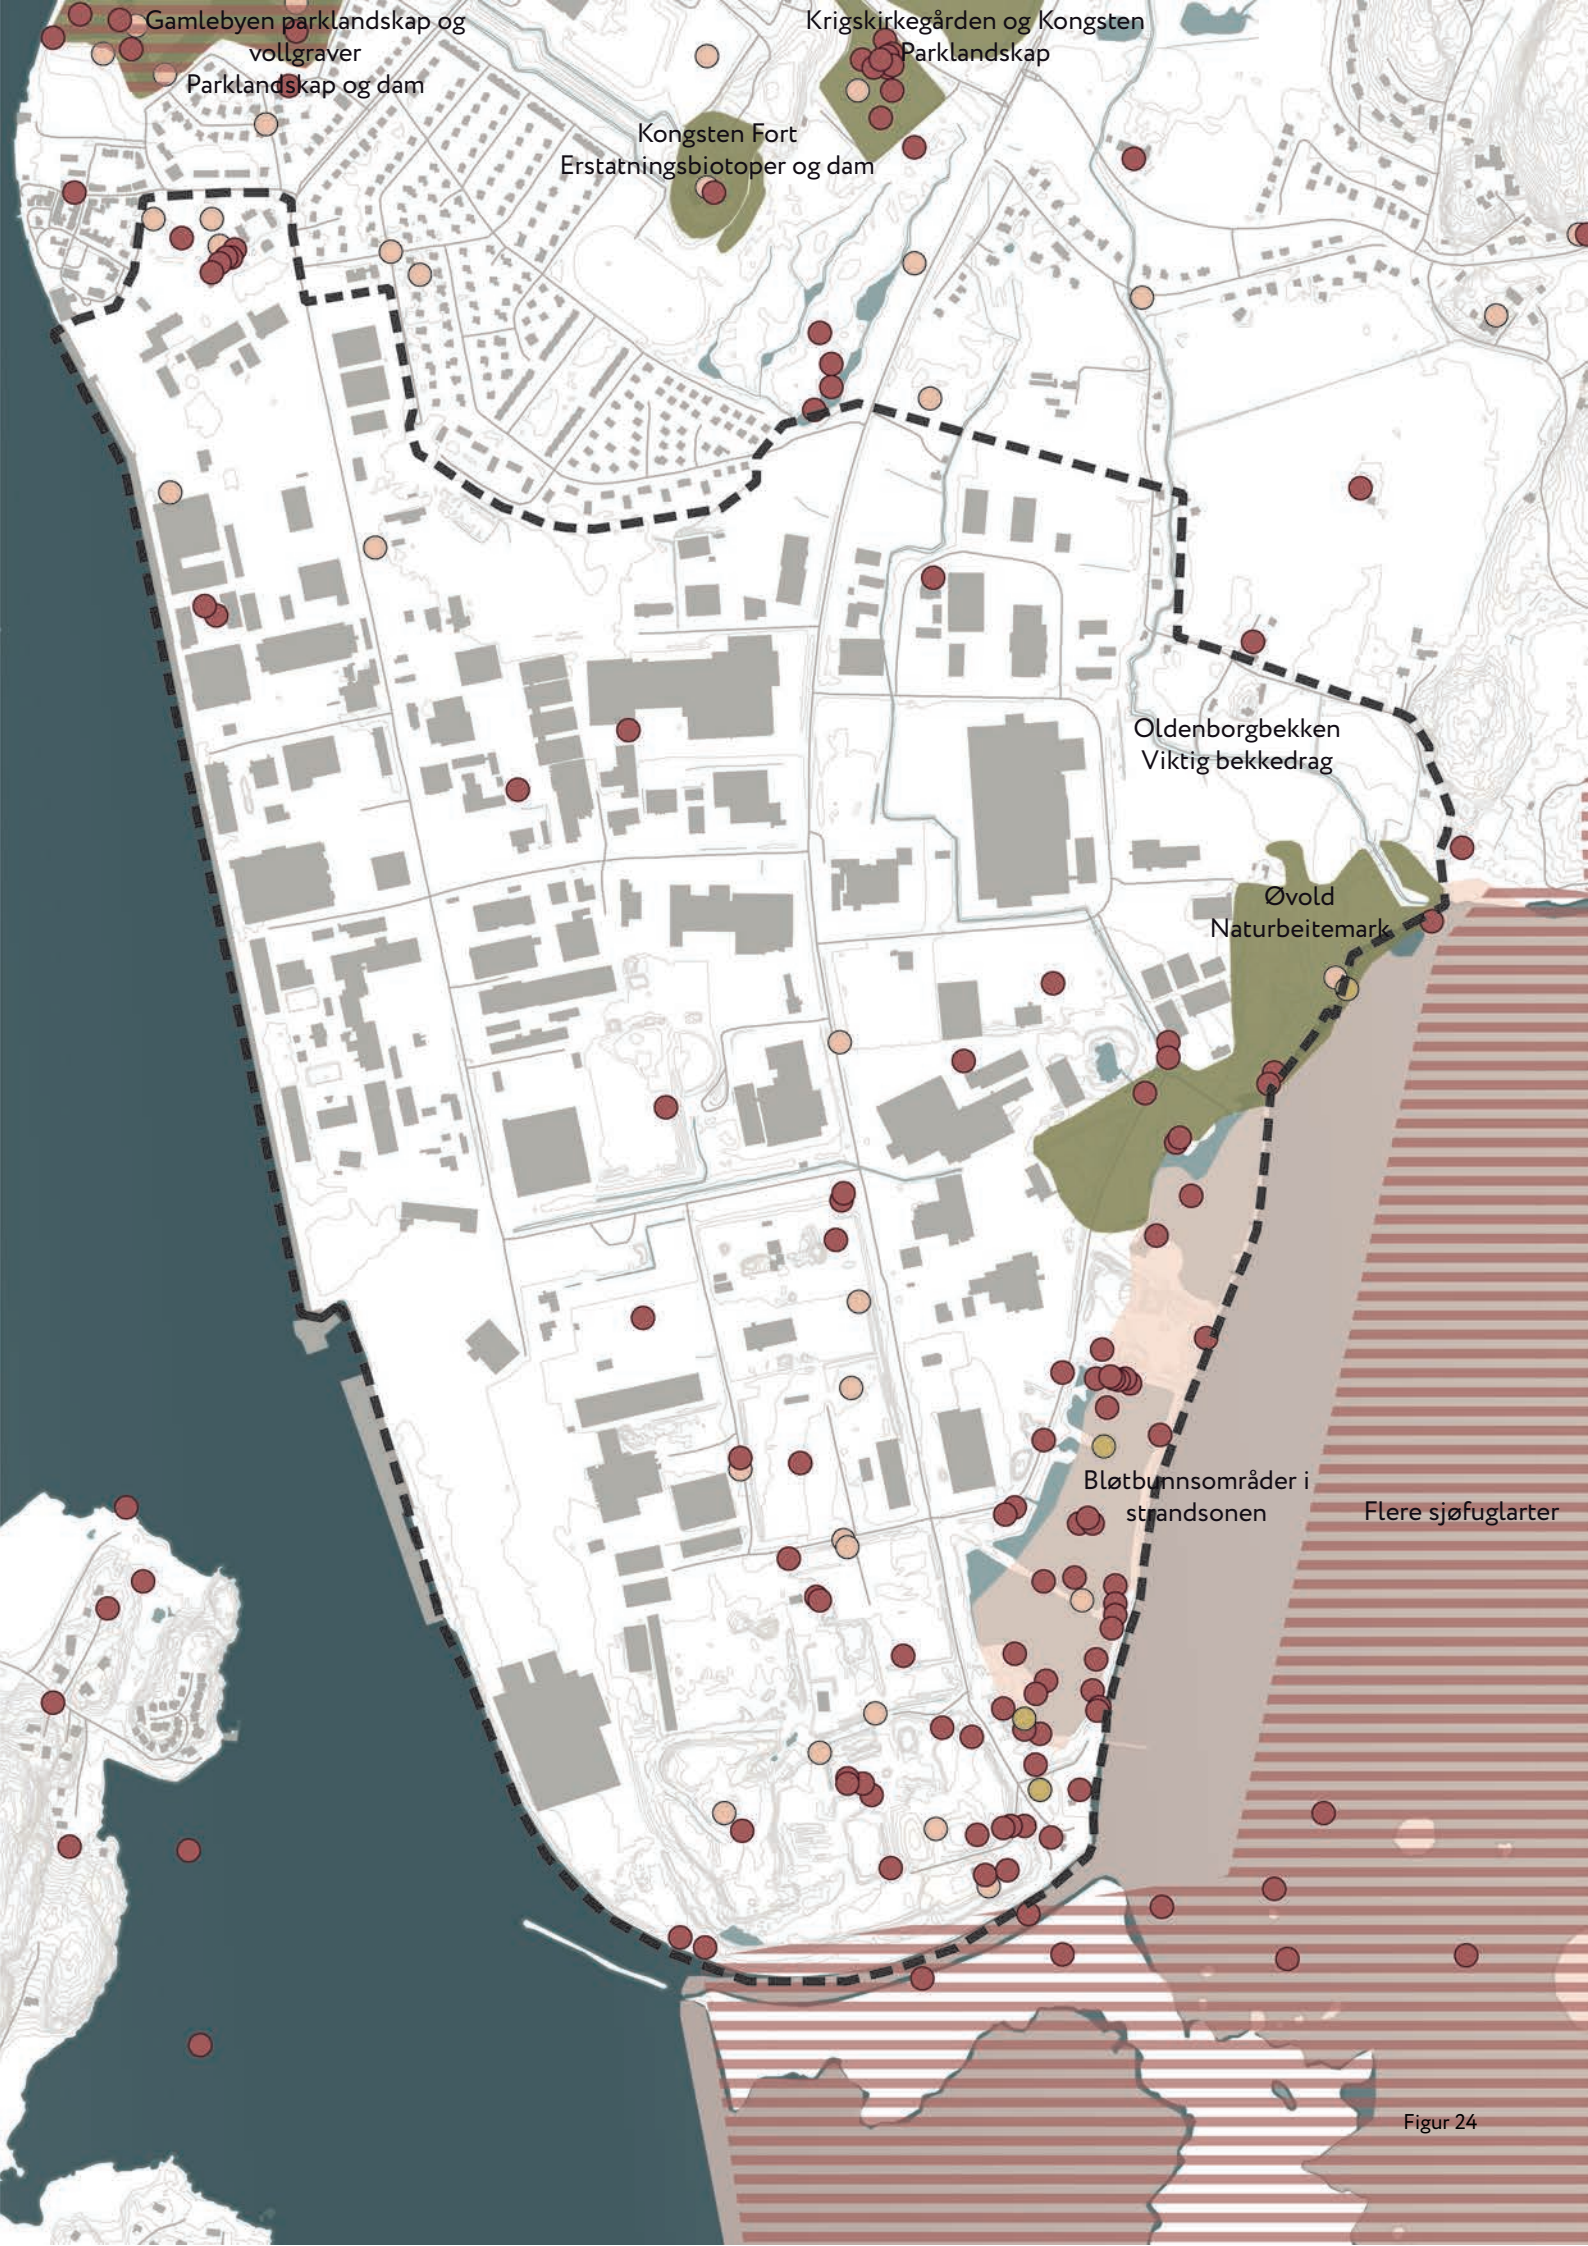 Gamlebyen parklandskap og
vollgraver
Parklandskap og dam
Krigskirkegården og Kongsten
Parklandskap
Kongsten Fort
Erstatningsbiotoper og dam
Oldenborgbekken
Viktig bekkedrag
Øvold
Naturbeitemark
Bløtbunnsområder i
strandsonen
Flere sjøfuglarter
Figur 24